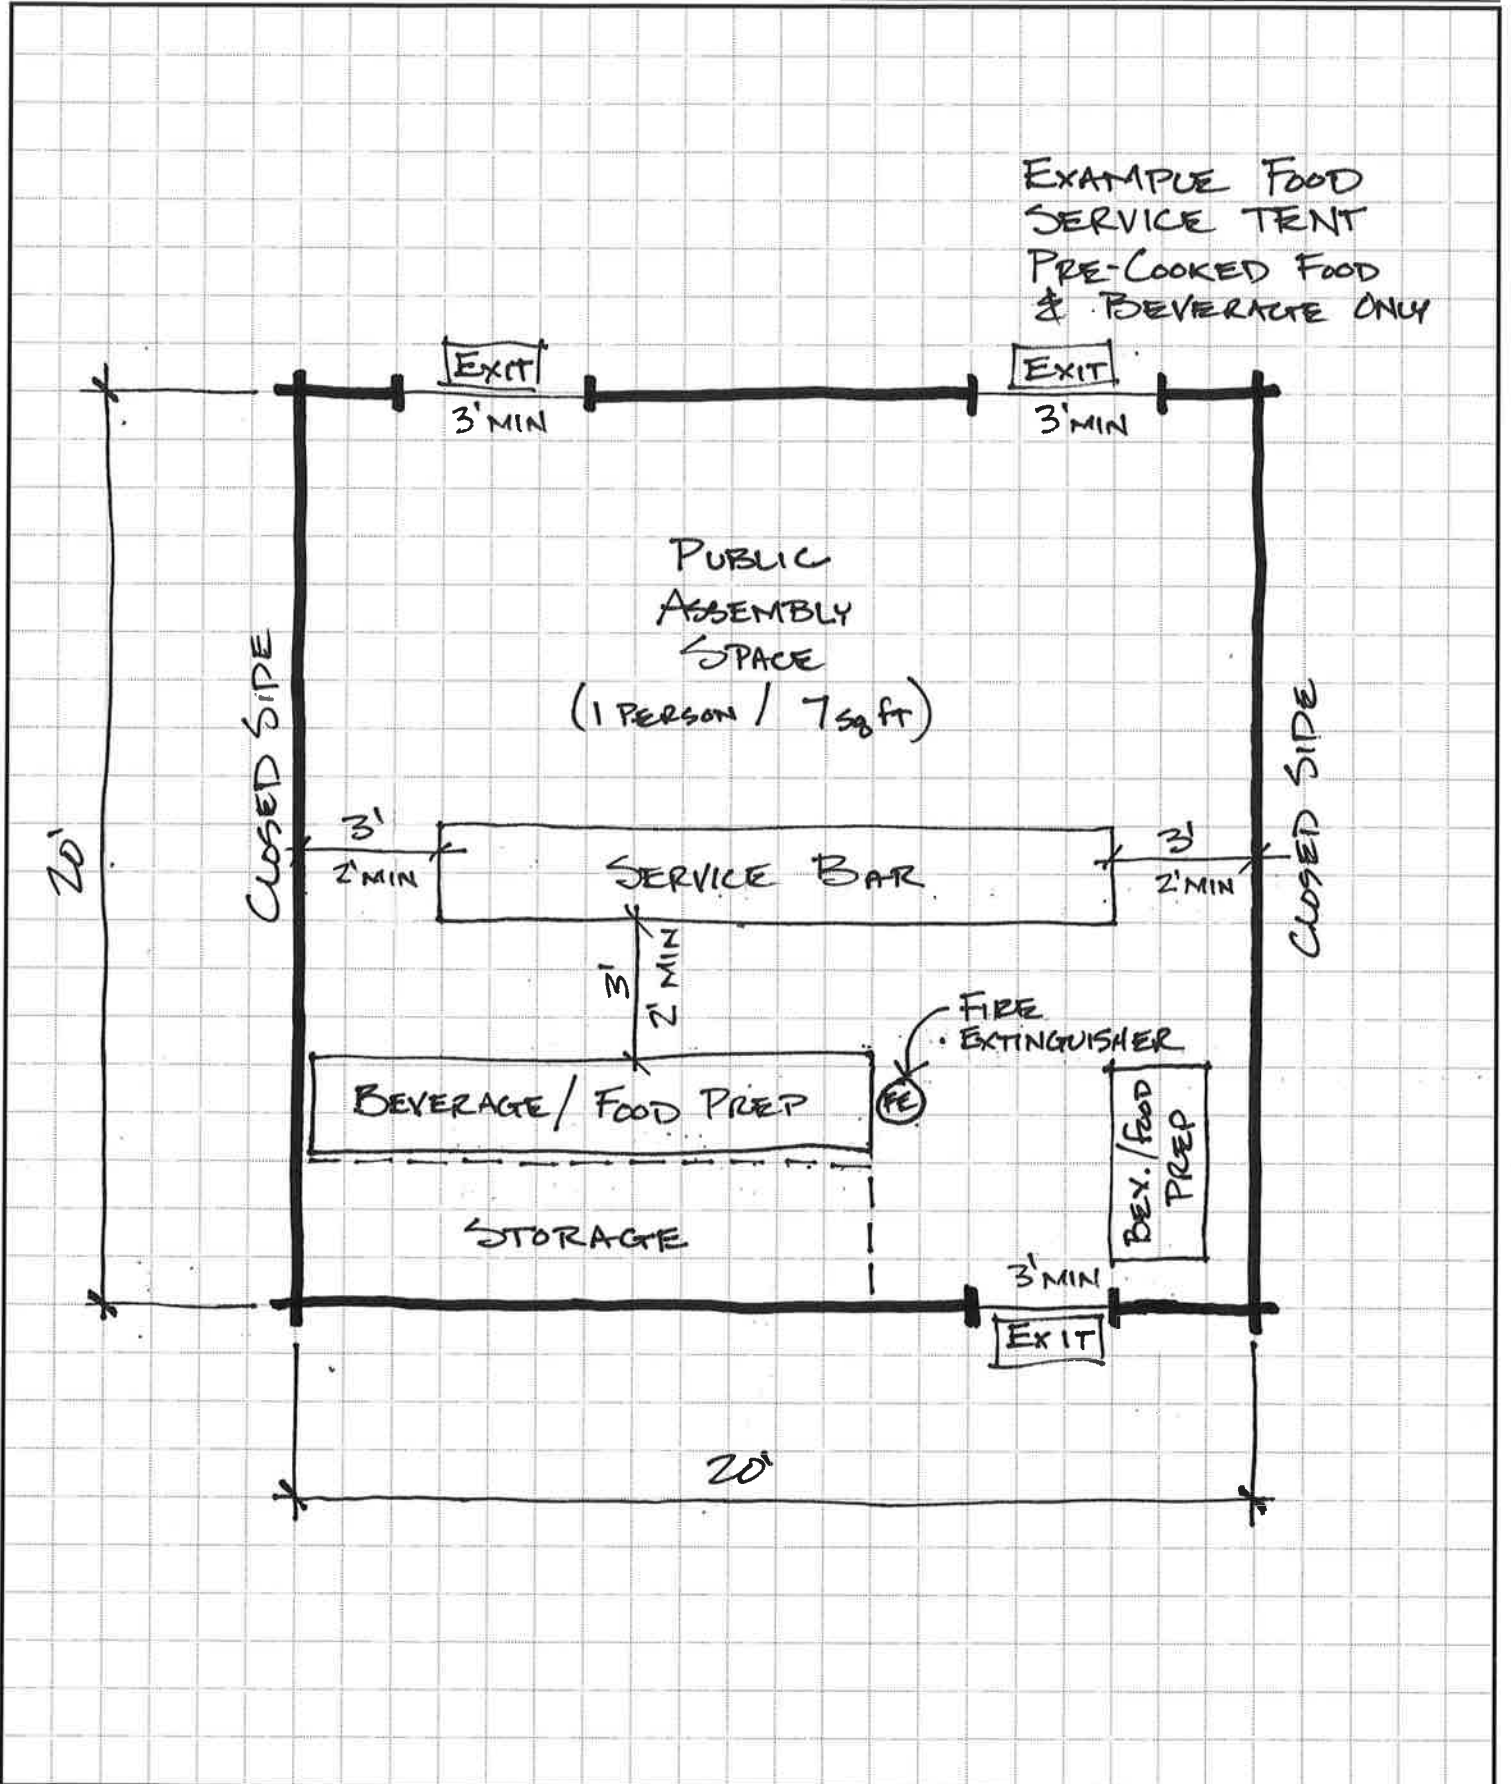 EXAMPLE FOOD
SERVICE TENT
PRE-COOKED FOOD
& BEVERAGE ONLY
EXIT
3' MIN
EXIT
3' MIN
PUBLIC
ASSEMBLY
SPACE
(1 PERSON / 7 sq ft)
CLOSED SIDE
CLOSED SIDE
20'
3'
2' MIN
SERVICE BAR
3'
2' MIN
3'
2' MIN
FIRE
EXTINGUISHER
BEVERAGE / FOOD PREP
FE
BEV. / FOOD
PREP
STORAGE
3' MIN
EXIT
20'